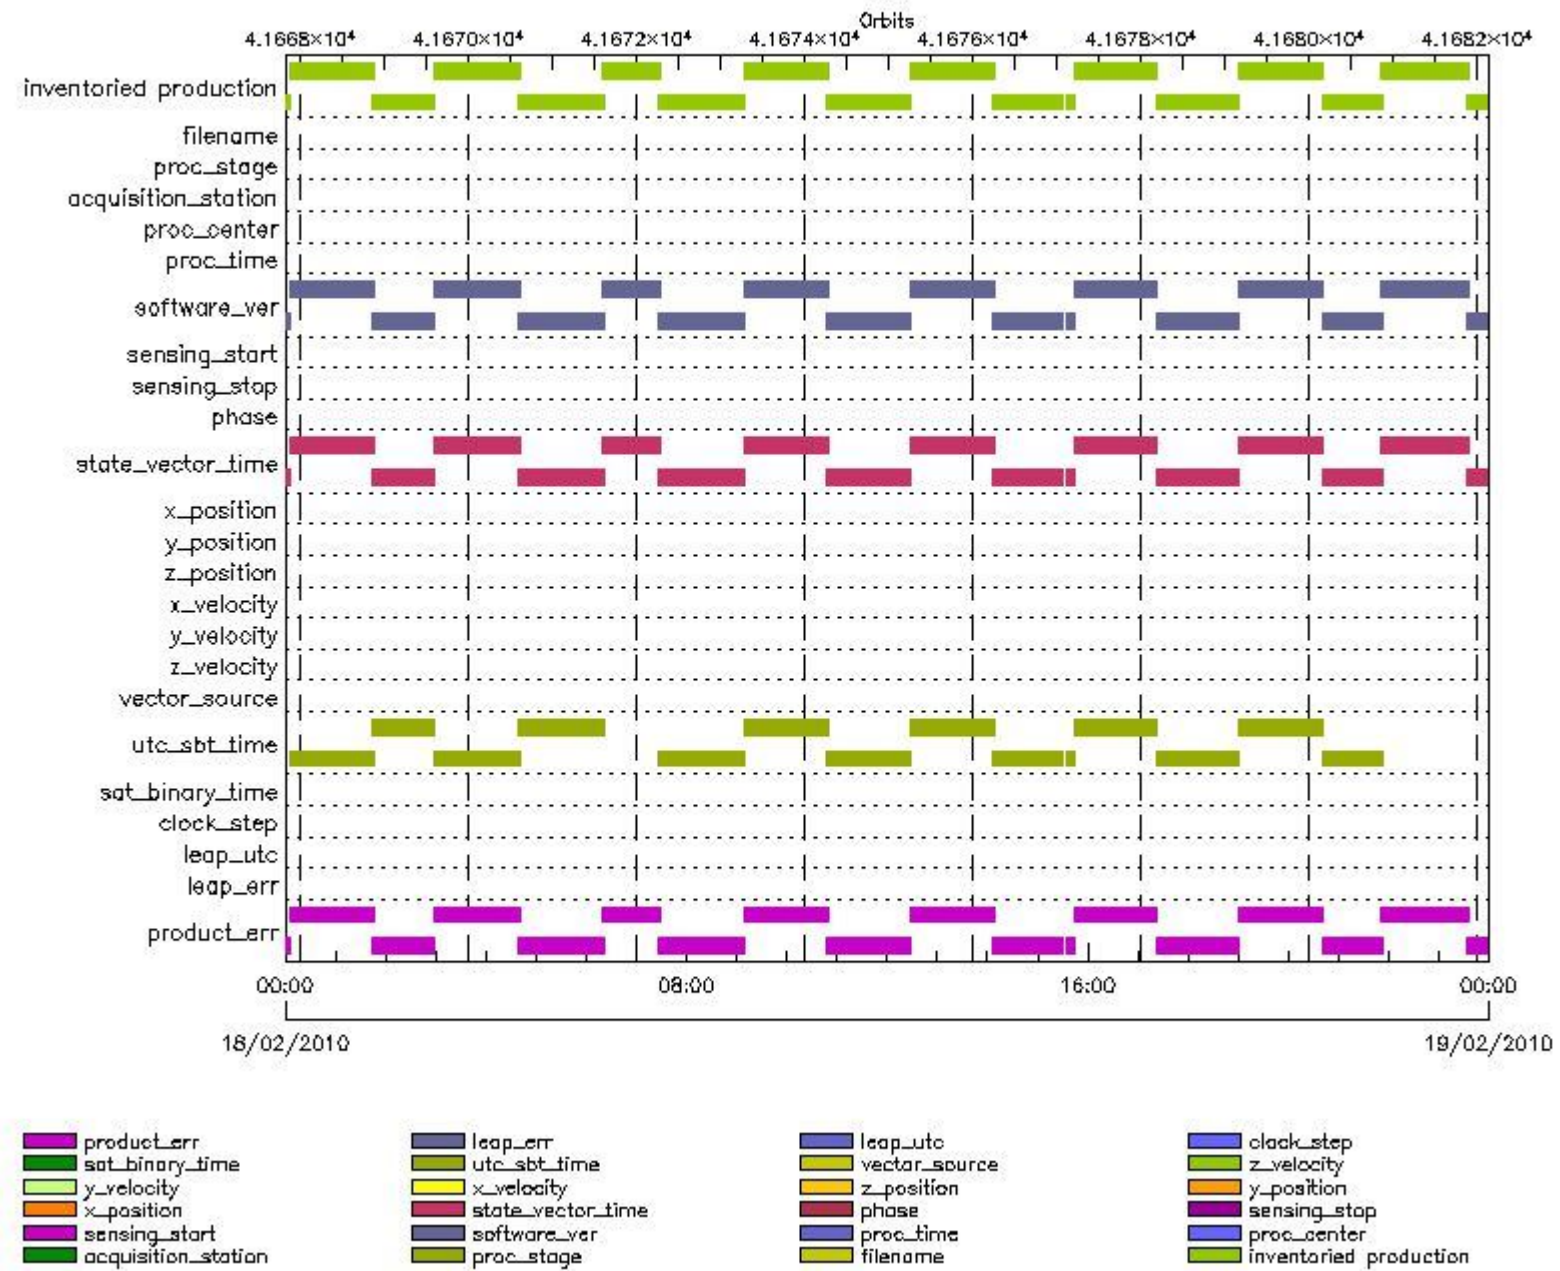 Orbits
4.1668×10⁴ 4.1670×10⁴ 4.1672×10⁴ 4.1674×10⁴ 4.1676×10⁴ 4.1678×10⁴ 4.1680×10⁴ 4.1682×10⁴
inventoried production
filename
proc_stage
acquisition_station
proc_center
proc_time
software_ver
sensing_start
sensing_stop
phase
state_vector_time
x_position
y_position
z_position
x_velocity
y_velocity
z_velocity
vector_source
utc_sbt_time
sat_binary_time
clock_step
leap_utc
leap_err
product_err
00:00 08:00 16:00 00:00
18/02/2010 19/02/2010
product_err leap_err leap_utc clock_step
sat_binary_time utc_sbt_time vector_source z_velocity
y_velocity x_velocity z_position y_position
x_position state_vector_time phase sensing_stop
sensing_start software_ver proc_time proc_center
acquisition_station proc_stage filename inventoried production